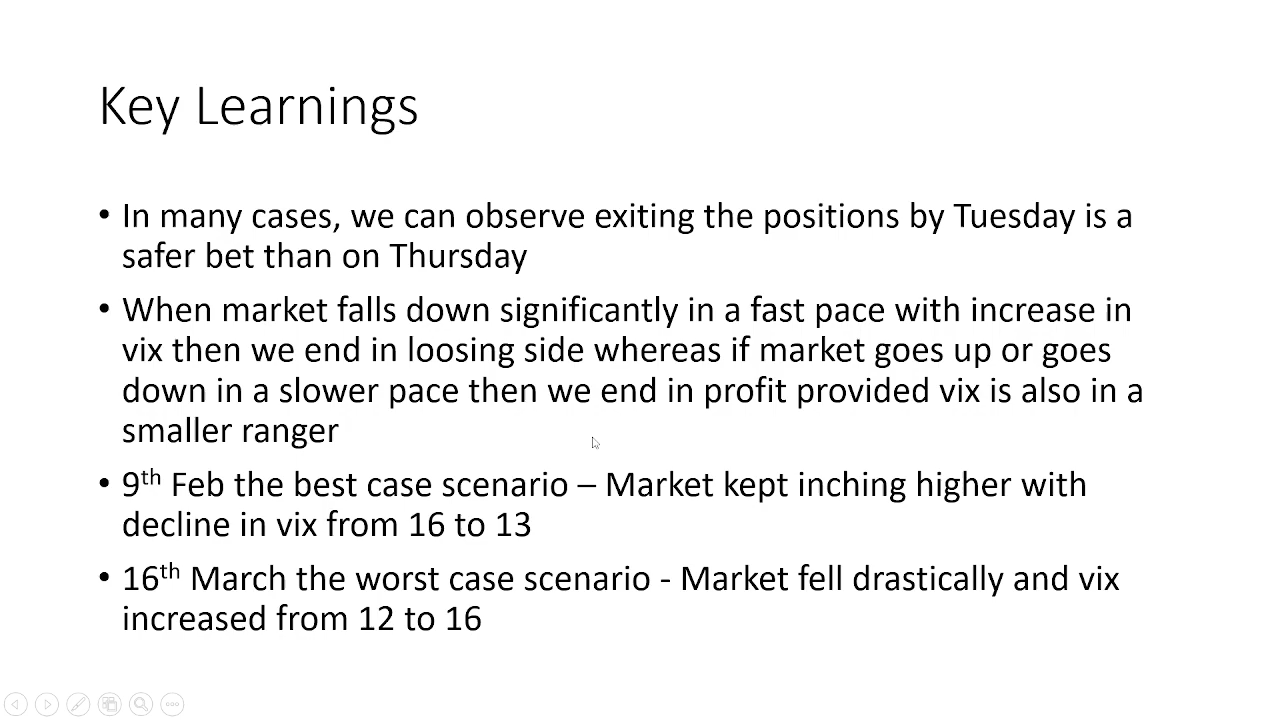 Key Learnings
• In many cases, we can observe exiting the positions by Tuesday is a
safer bet than on Thursday
• When market falls down significantly in a fast pace with increase in
vix then we end in loosing side whereas if market goes up or goes
down in a slower pace then we end in profit provided vix is also in a
smaller ranger
• 9th Feb the best case scenario – Market kept inching higher with
decline in vix from 16 to 13
• 16th March the worst case scenario - Market fell drastically and vix
increased from 12 to 16